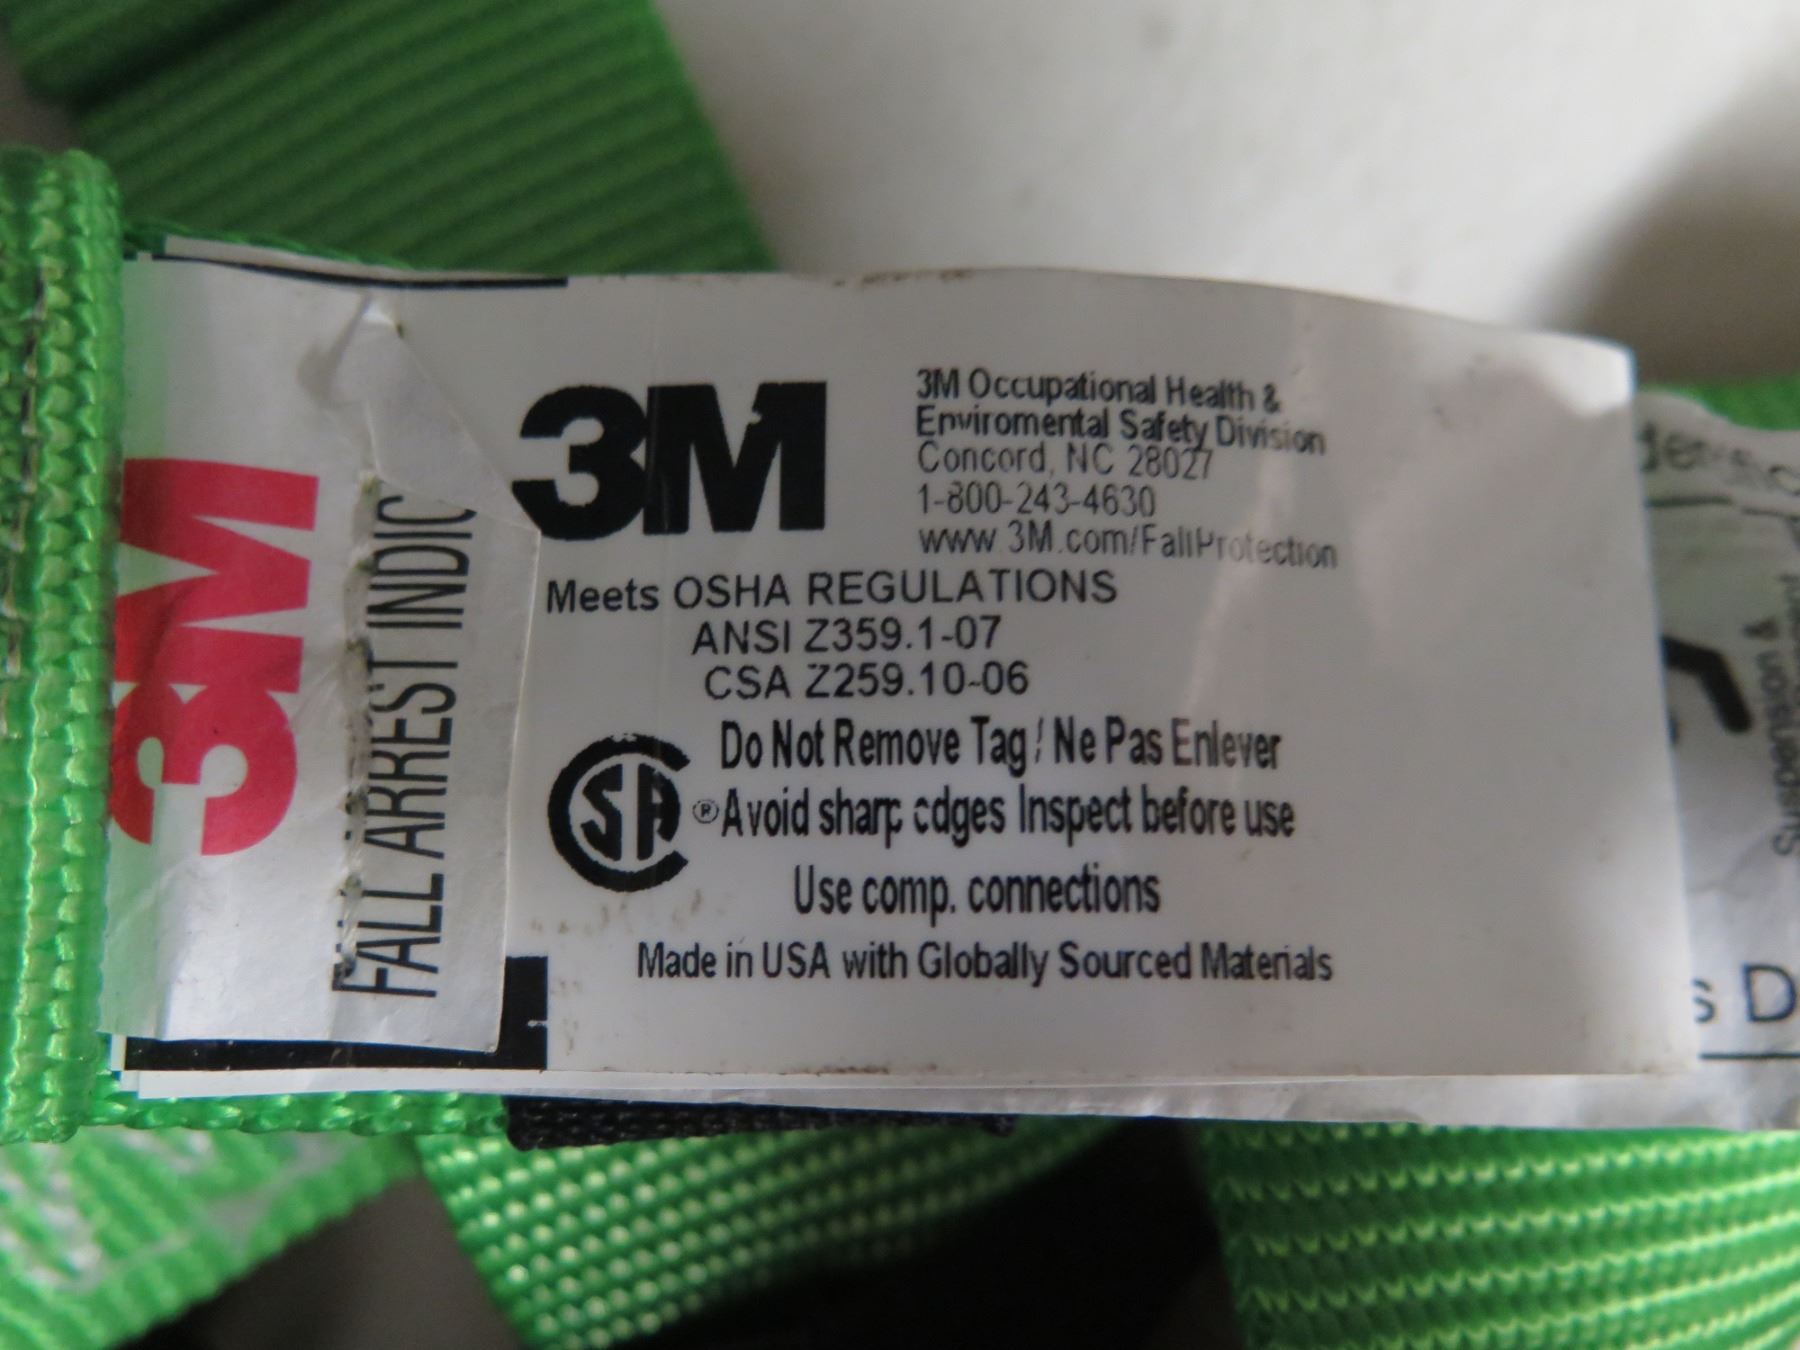 3M
FALL ARREST INDIC
3M
3M Occupational Health &
Enviromental Safety Division
Concord, NC 28027
1-800-243-4630
www.3M.com/FallProtection
Meets OSHA REGULATIONS
ANSI Z359.1-07
CSA Z259.10-06
Do Not Remove Tag / Ne Pas Enlever
CSA ® Avoid sharp edges Inspect before use
Use comp. connections
Made in USA with Globally Sourced Materials
Suspension &
s D